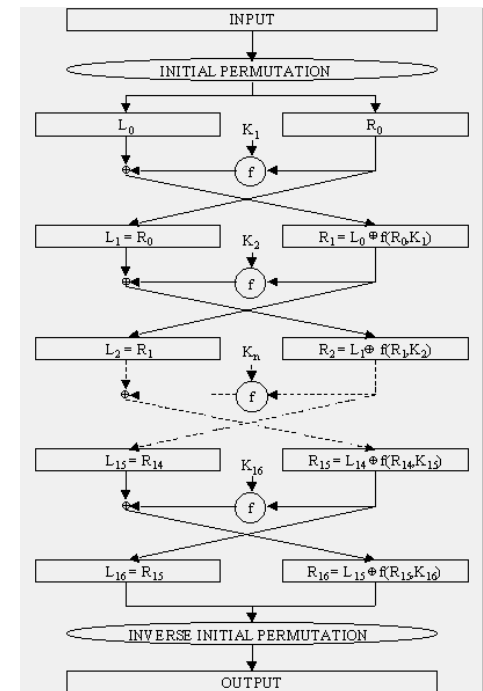 INPUT
INITIAL PERMUTATION
L₀ K₁ R₀
⊕ f
L₁ = R₀ K₂ R₁ = L₀ ⊕ f(R₀,K₁)
⊕ f
L₂ = R₁ Kₙ R₂ = L₁⊕ f(R₁,K₂)
⊕ f
L₁₅ = R₁₄ K₁₆ R₁₅ = L₁₄ ⊕ f(R₁₄,K₁₅)
⊕ f
L₁₆ = R₁₅ R₁₆ = L₁₅ ⊕ f(R₁₅,K₁₆)
INVERSE INITIAL PERMUTATION
OUTPUT